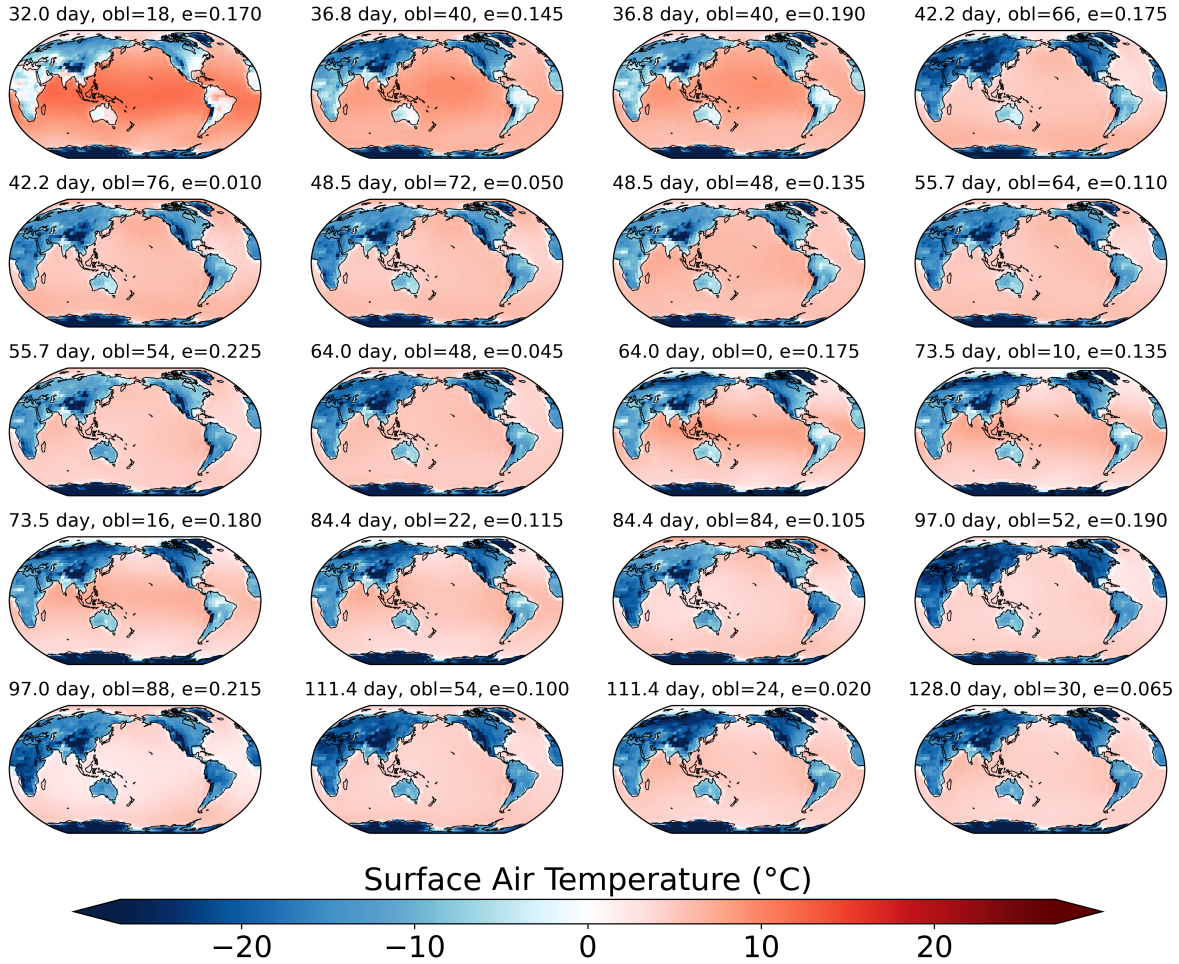 32.0 day, obl=18, e=0.170 36.8 day, obl=40, e=0.145 36.8 day, obl=40, e=0.190 42.2 day, obl=66, e=0.175
42.2 day, obl=76, e=0.010 48.5 day, obl=72, e=0.050 48.5 day, obl=48, e=0.135 55.7 day, obl=64, e=0.110
55.7 day, obl=54, e=0.225 64.0 day, obl=48, e=0.045 64.0 day, obl=0, e=0.175 73.5 day, obl=10, e=0.135
73.5 day, obl=16, e=0.180 84.4 day, obl=22, e=0.115 84.4 day, obl=84, e=0.105 97.0 day, obl=52, e=0.190
97.0 day, obl=88, e=0.215 111.4 day, obl=54, e=0.100 111.4 day, obl=24, e=0.020 128.0 day, obl=30, e=0.065
Surface Air Temperature (°C)
−20 −10 0 10 20